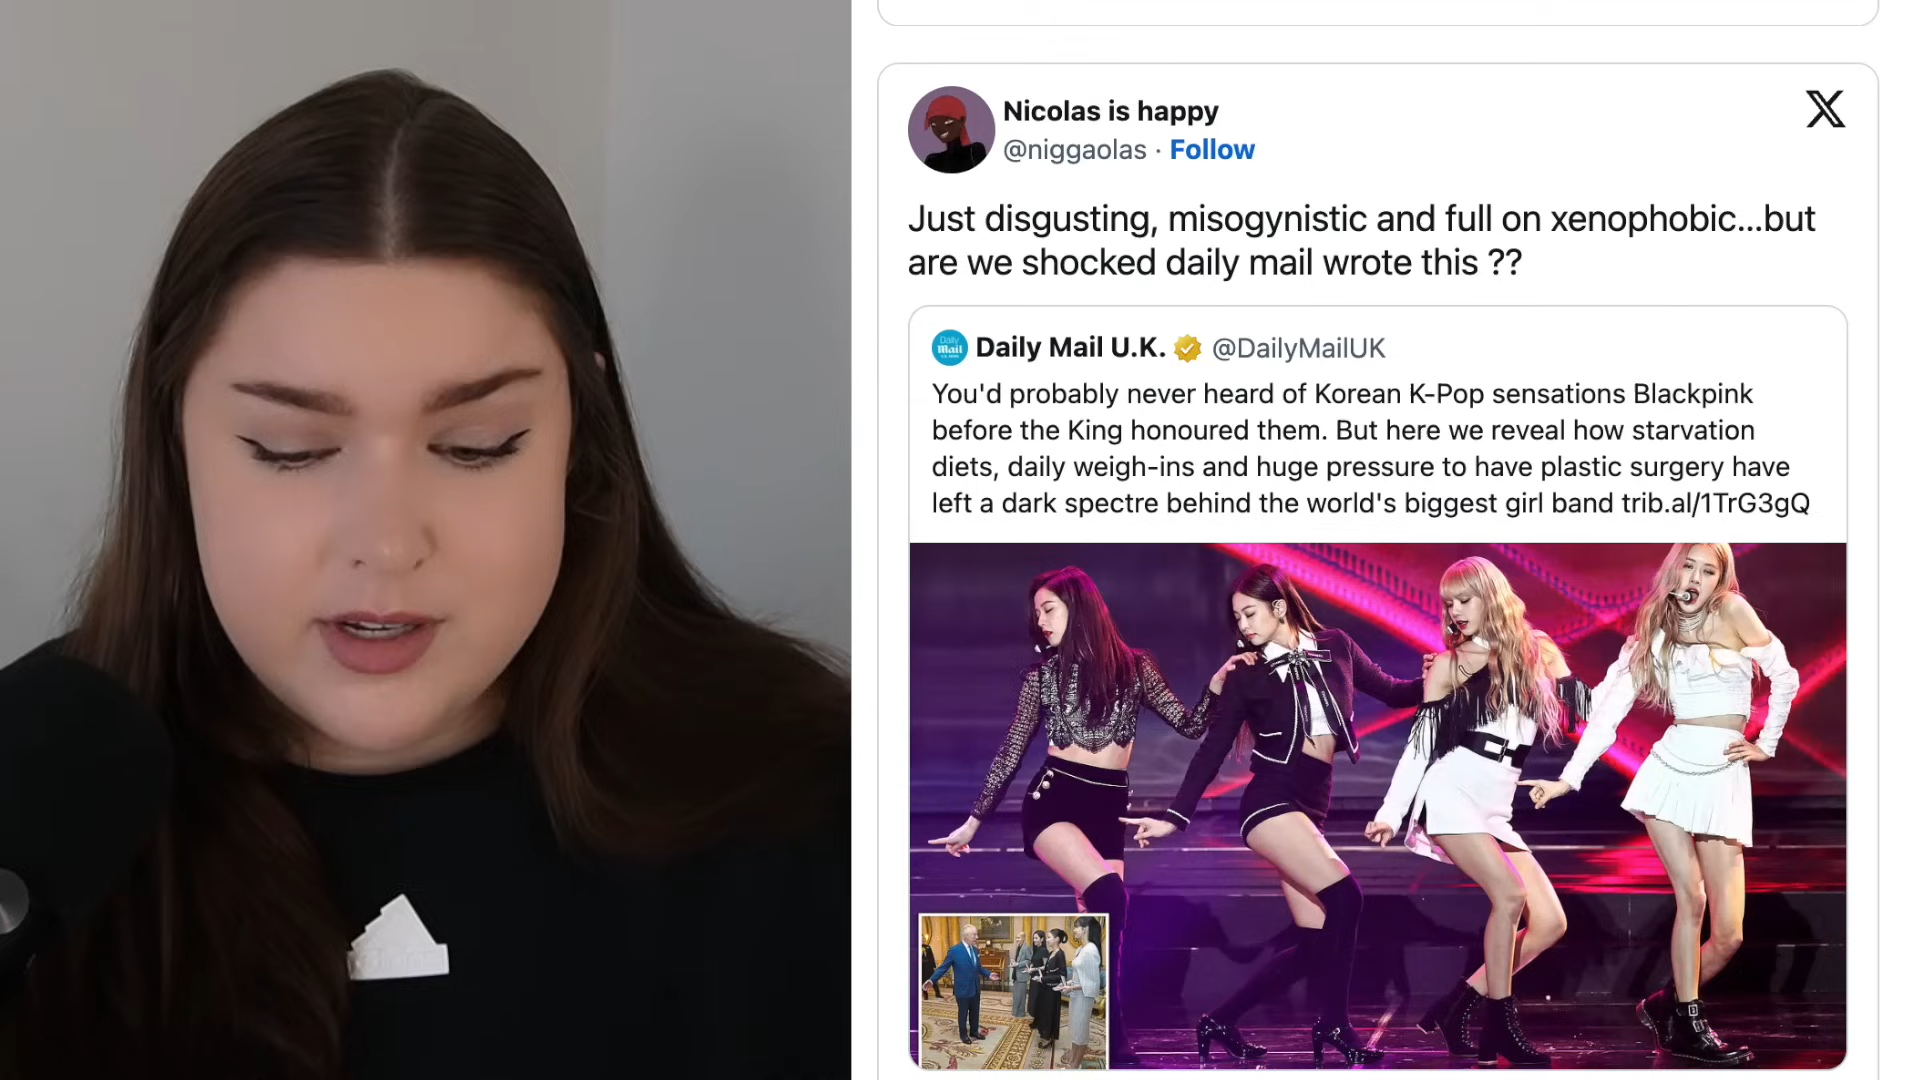 Nicolas is happy
@niggaolas · Follow
Just disgusting, misogynistic and full on xenophobic...but
are we shocked daily mail wrote this ??
Daily Mail U.K. @DailyMailUK
You'd probably never heard of Korean K-Pop sensations Blackpink
before the King honoured them. But here we reveal how starvation
diets, daily weigh-ins and huge pressure to have plastic surgery have
left a dark spectre behind the world's biggest girl band trib.al/1TrG3gQ